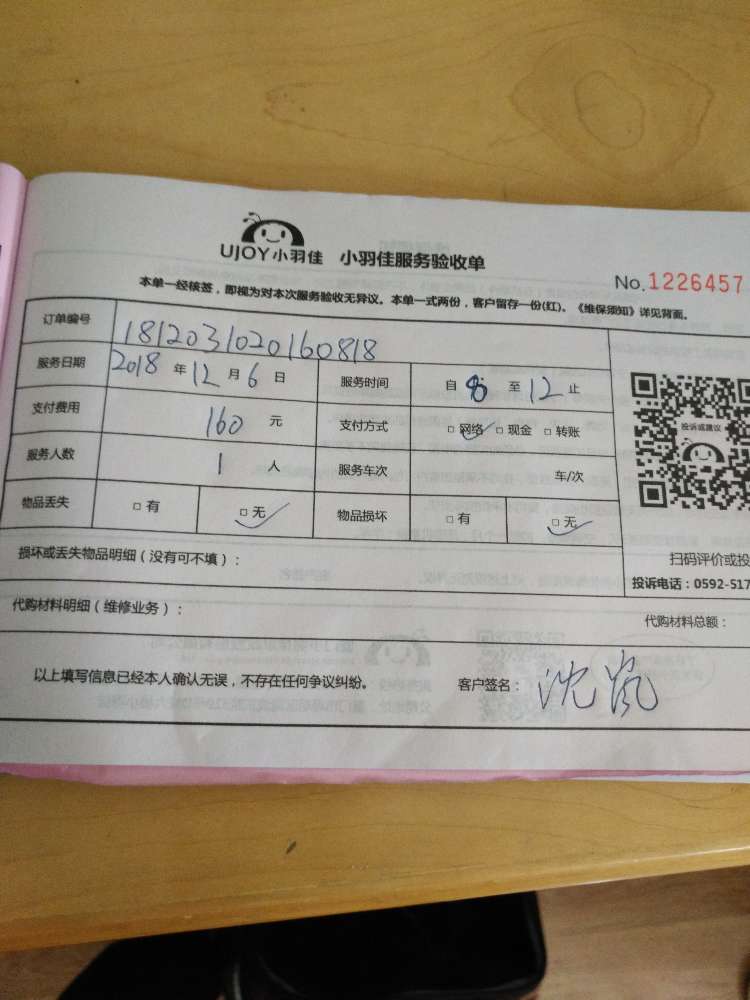 UJOY小羽佳 小羽佳服务验收单
No.1226457
本单一经核签，即视为对本次服务验收无异议。本单一式两份，客户留存一份(红)。《维保须知》详见背面。
订单编号 1812031020160818
服务日期 2018 年 12 月 6 日 服务时间 自 8 至 12 止
支付费用 160 元 支付方式 □ 网络 □ 现金 □ 转账
服务人数 1 人 服务车次 车/次
物品丢失 □ 有 □ 无 物品损坏 □ 有 □ 无
投诉或建议
扫码评价或投
投诉电话：0592-517
损坏或丢失物品明细（没有可不填）：
代购材料明细（维修业务）：
代购材料总额：
以上填写信息已经本人确认无误，不存在任何争议纠纷。 客户签名： 沈岚